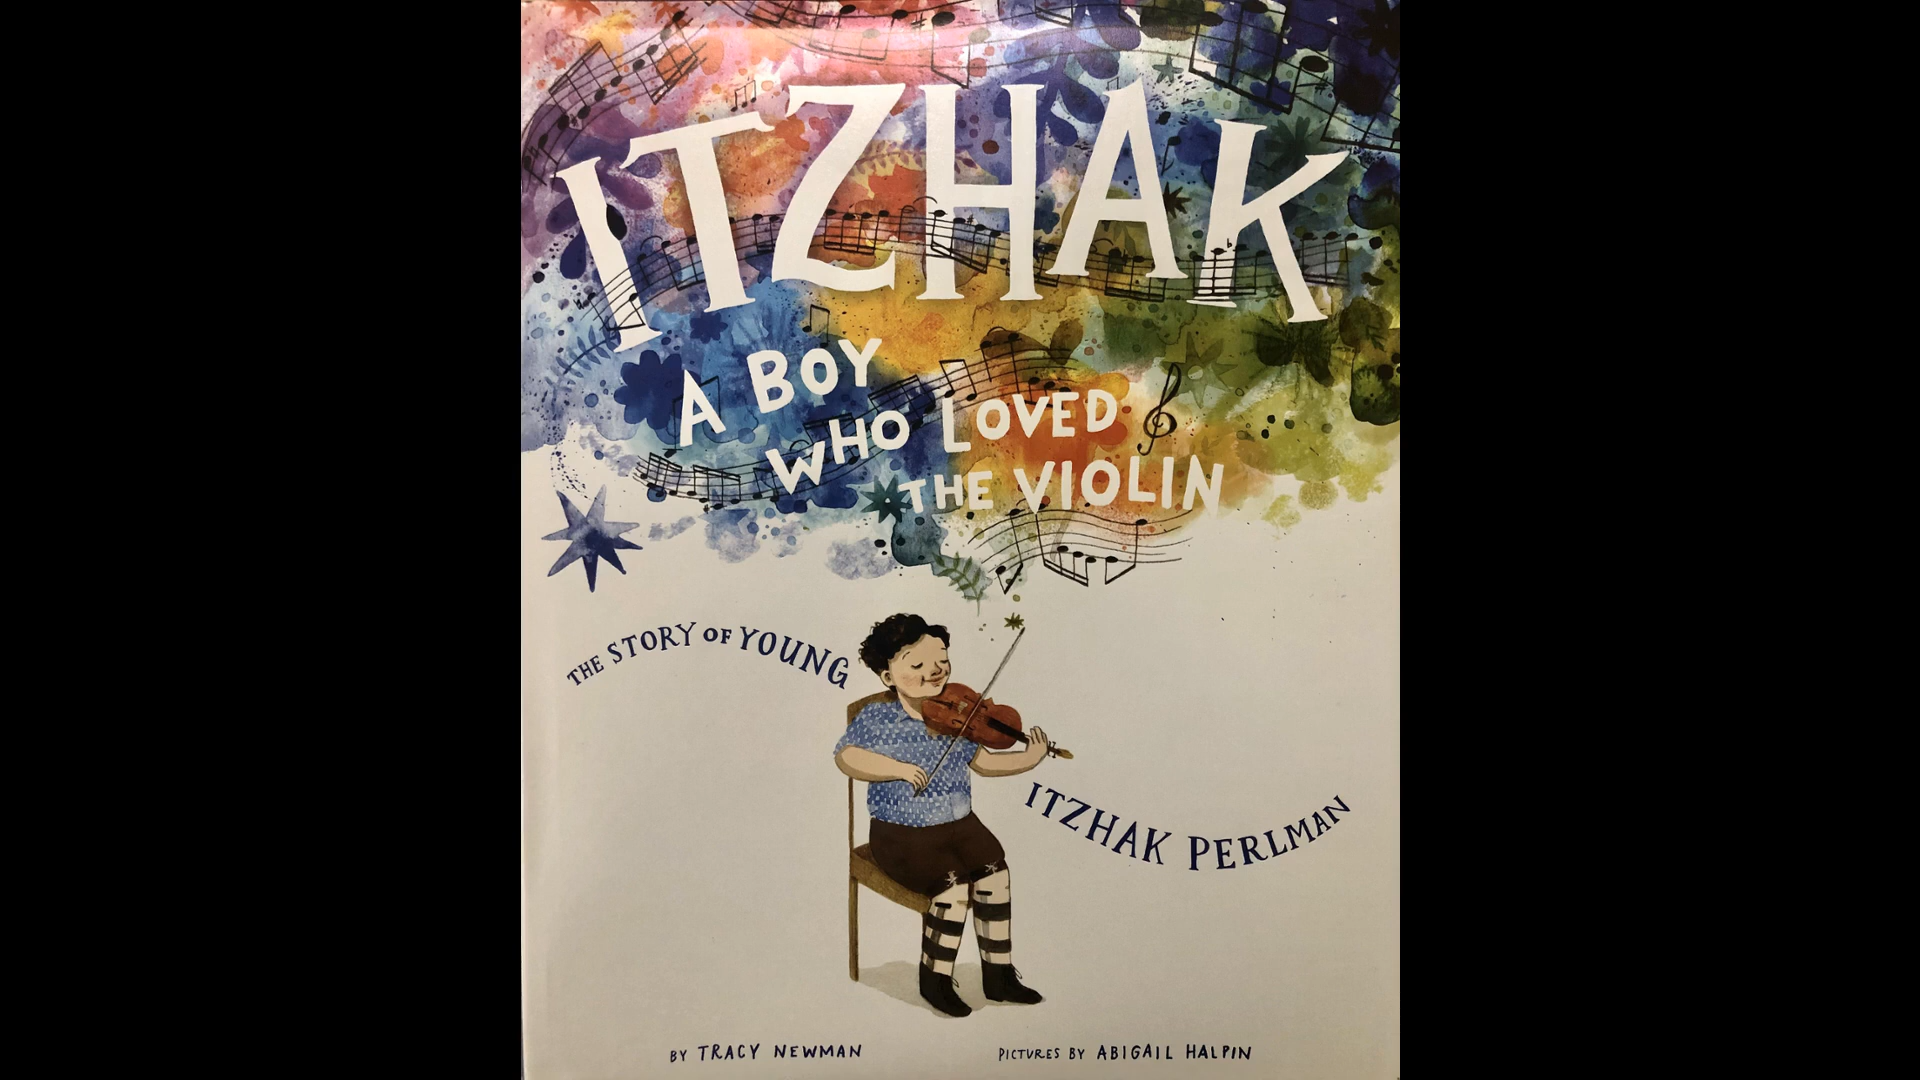 ITZHAK
A BOY
WHO LOVED
THE VIOLIN
THE STORY OF YOUNG
ITZHAK PERLMAN
BY TRACY NEWMAN
PICTURES BY ABIGAIL HALPIN